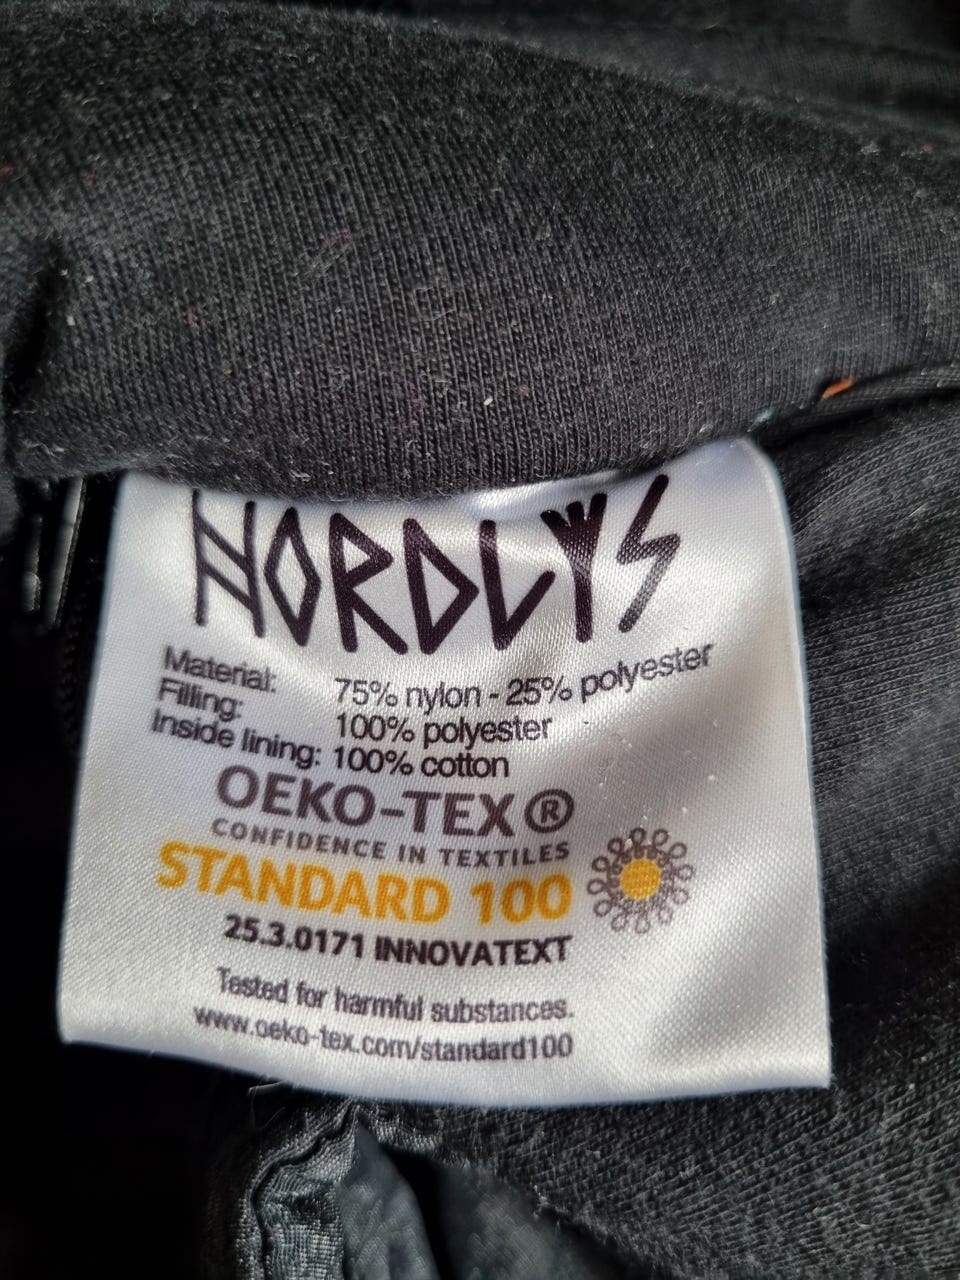 NORDLYS
Material: 75% nylon - 25% polyester
Filling: 100% polyester
Inside lining: 100% cotton
OEKO-TEX®
CONFIDENCE IN TEXTILES
STANDARD 100
25.3.0171 INNOVATEXT
Tested for harmful substances.
www.oeko-tex.com/standard100